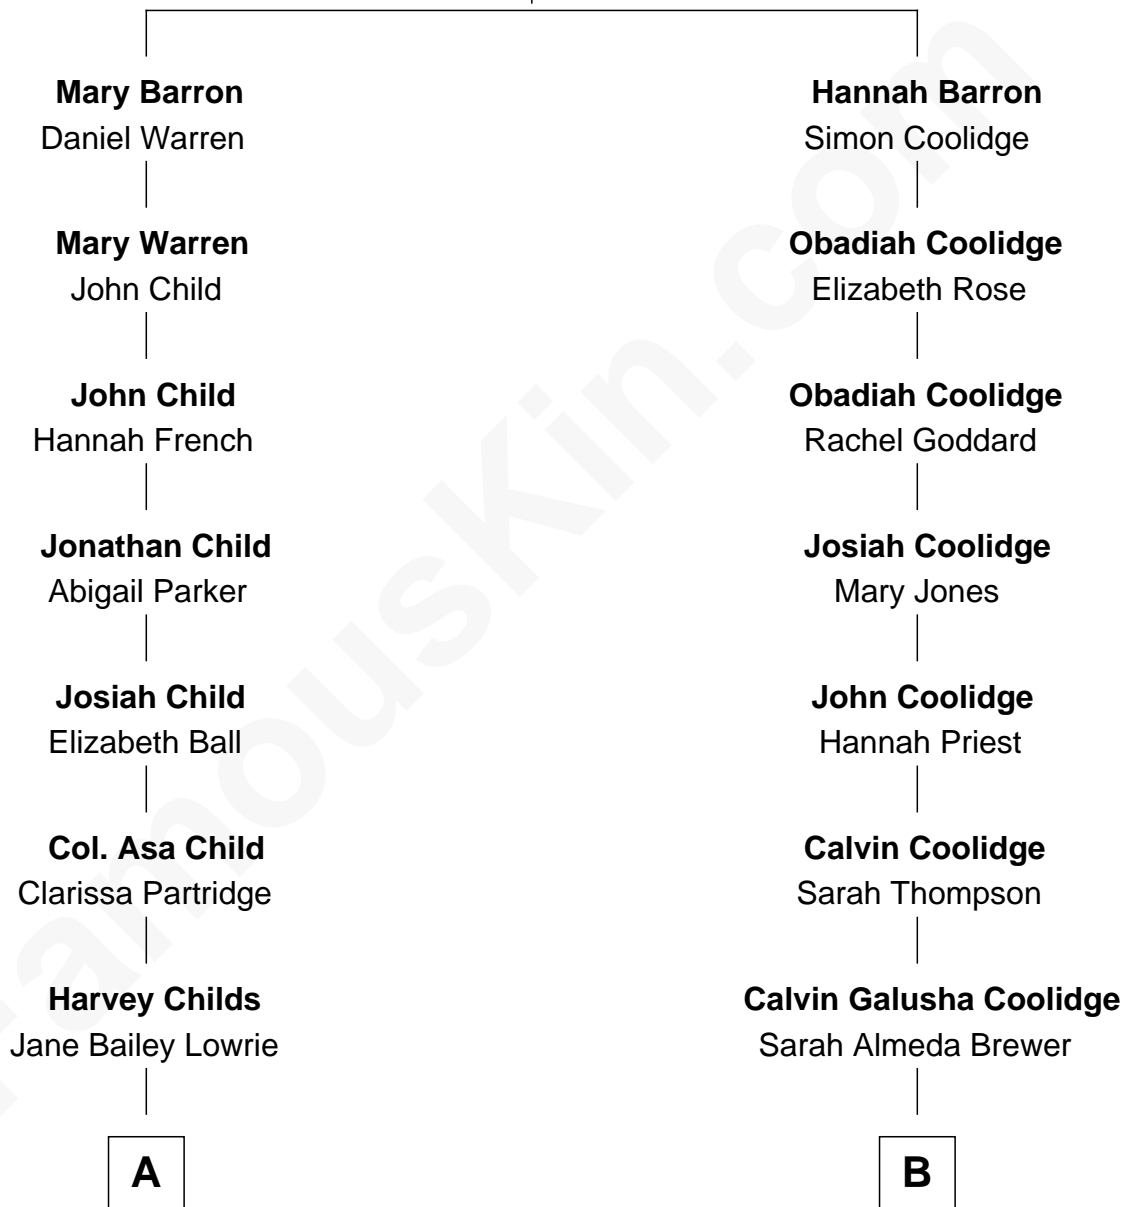 Mary Barron
Daniel Warren
Mary Warren
John Child
John Child
Hannah French
Jonathan Child
Abigail Parker
Josiah Child
Elizabeth Ball
Col. Asa Child
Clarissa Partridge
Harvey Childs
Jane Bailey Lowrie
A
Hannah Barron
Simon Coolidge
Obadiah Coolidge
Elizabeth Rose
Obadiah Coolidge
Rachel Goddard
Josiah Coolidge
Mary Jones
John Coolidge
Hannah Priest
Calvin Coolidge
Sarah Thompson
Calvin Galusha Coolidge
Sarah Almeda Brewer
B
FamousKin.com